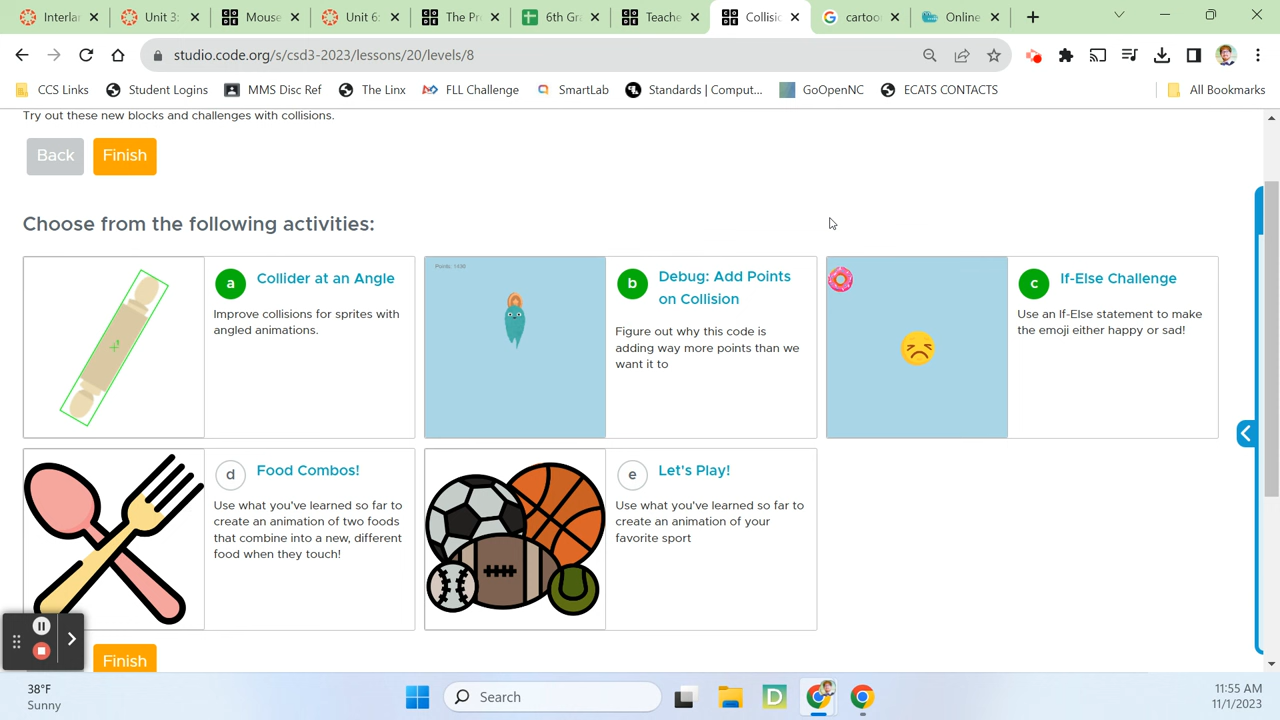 Interlan
Unit 3:
Mouse
Unit 6:
The Pr
6th Gra
Teache
Collisio
cartoo
Online
studio.code.org/s/csd3-2023/lessons/20/levels/8
CCS Links
Student Logins
MMS Disc Ref
The Linx
FLL Challenge
SmartLab
Standards | Comput...
GoOpenNC
ECATS CONTACTS
All Bookmarks
Try out these new blocks and challenges with collisions.
Back
Finish
Choose from the following activities:
a
Collider at an Angle
Improve collisions for sprites with
angled animations.
Points: 1436
b
Debug: Add Points
on Collision
Figure out why this code is
adding way more points than we
want it to
c
If-Else Challenge
Use an If-Else statement to make
the emoji either happy or sad!
d
Food Combos!
Use what you've learned so far to
create an animation of two foods
that combine into a new, different
food when they touch!
e
Let's Play!
Use what you've learned so far to
create an animation of your
favorite sport
Finish
38°F
Sunny
Search
11:55 AM
11/1/2023